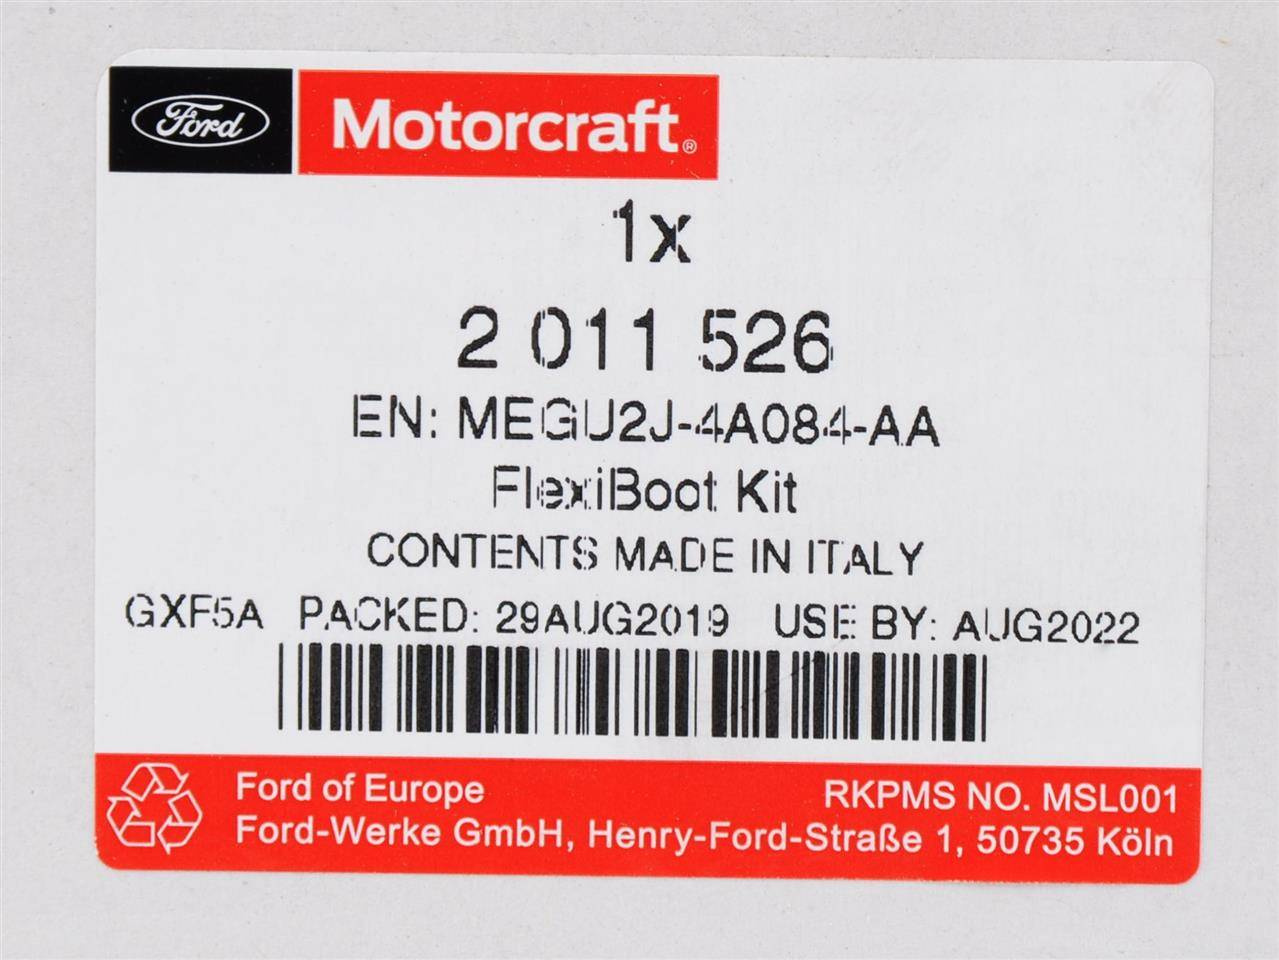 Ford Motorcraft®
1x
2 011 526
EN: MEGU2J-4A084-AA
FlexiBoot Kit
CONTENTS MADE IN ITALY
GXF5A PACKED: 29AUG2019 USE BY: AUG2022
Ford of Europe RKPMS NO. MSL001
Ford-Werke GmbH, Henry-Ford-Straße 1, 50735 Köln